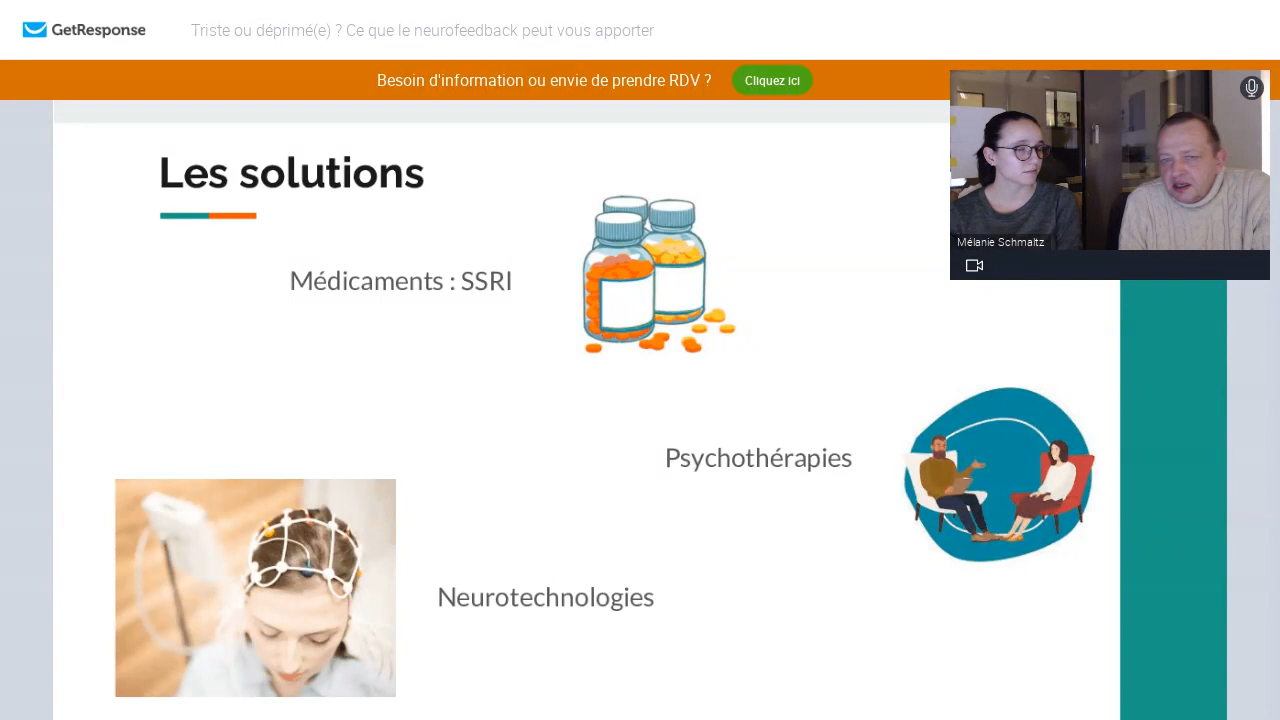 GetResponse
Triste ou déprimé(e) ? Ce que le neurofeedback peut vous apporter
Besoin d'information ou envie de prendre RDV ?
Cliquez ici
Mélanie Schmaltz
Les solutions
Médicaments : SSRI
Psychothérapies
Neurotechnologies